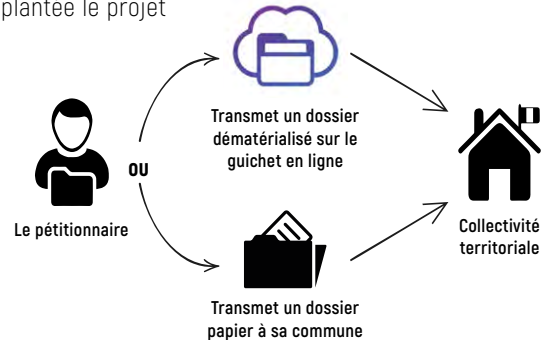 plantée le projet
Transmet un dossier
dématérialisé sur le
guichet en ligne
OU
Le pétitionnaire
Collectivité
territoriale
Transmet un dossier
papier à sa commune